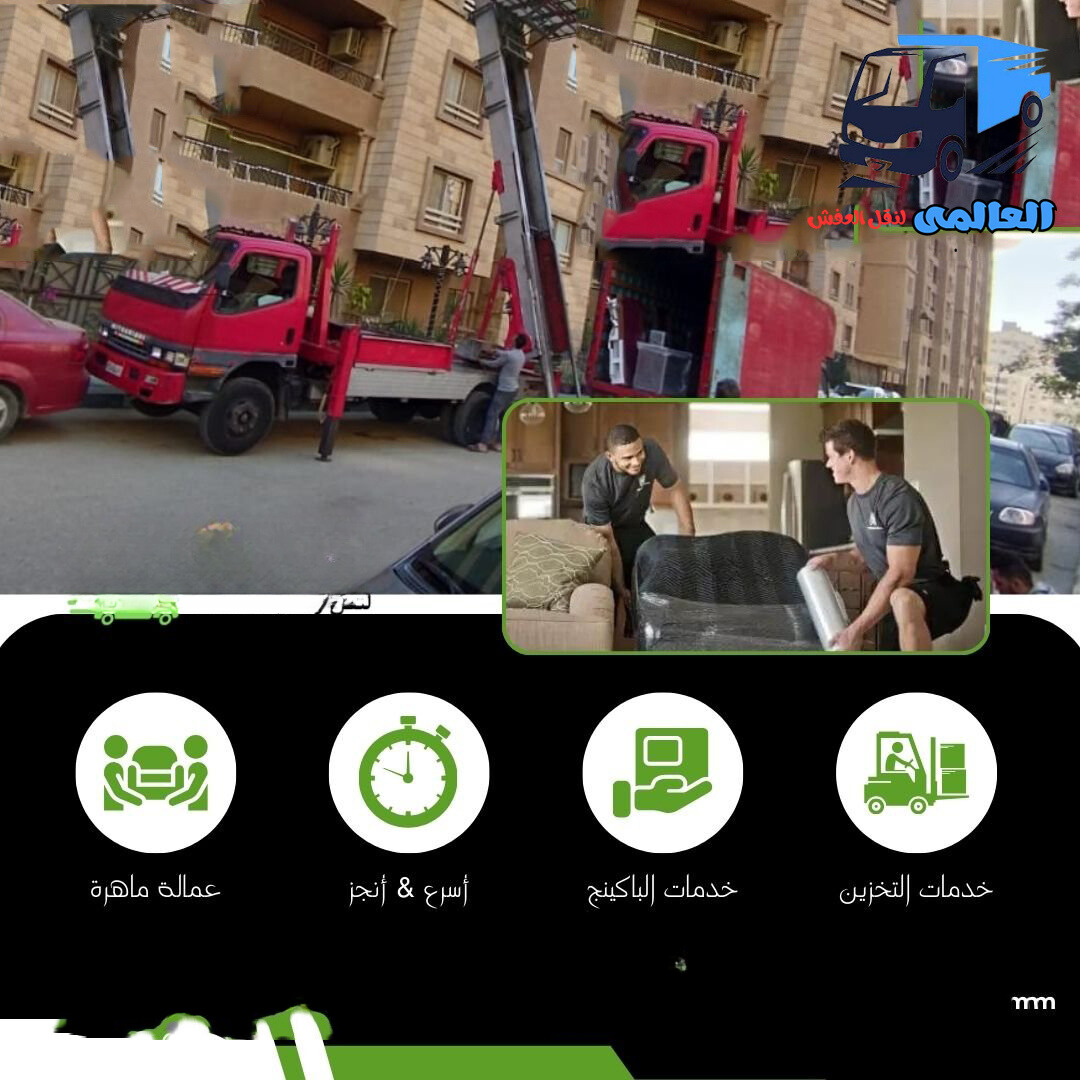 العالمى لنقل العفش
خدمات التخزين
خدمات الباكينج
أسرع & أنجز
عمالة ماهرة